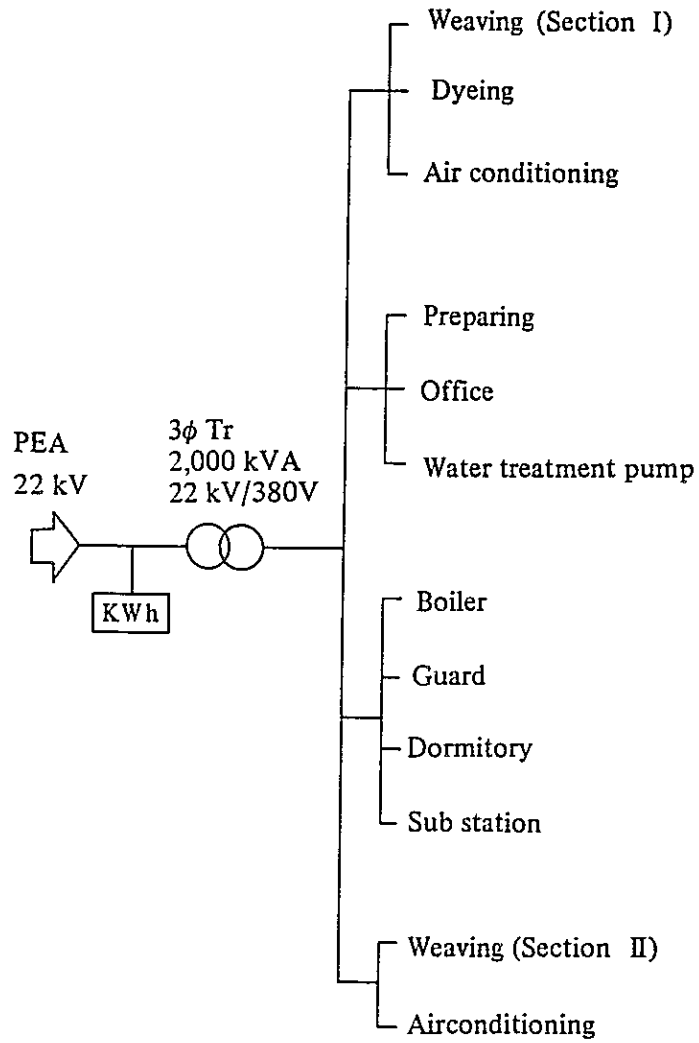 Weaving (Section I)
Dyeing
Air conditioning
Preparing
Office
Water treatment pump
PEA
22 kV
3φ Tr
2,000 kVA
22 kV/380V
KWh
Boiler
Guard
Dormitory
Sub station
Weaving (Section II)
Airconditioning